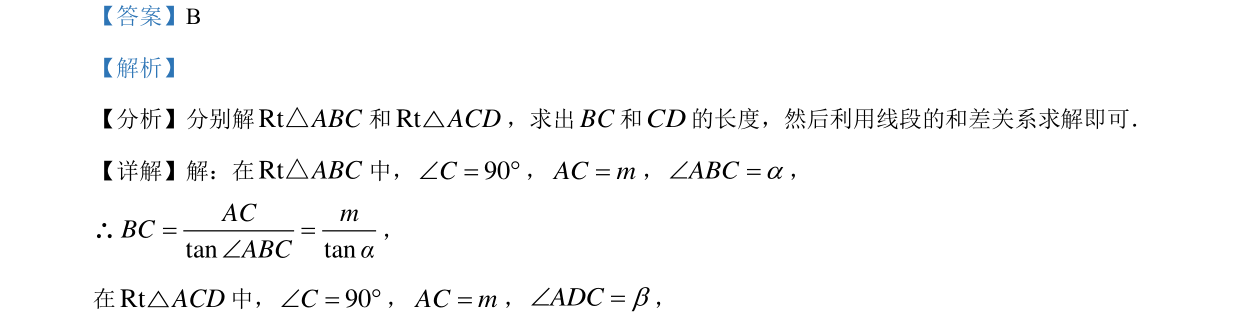 【答案】B
【解析】
【分析】分别解Rt△ABC和Rt△ACD，求出BC和CD的长度，然后利用线段的和差关系求解即可．
【详解】解：在Rt△ABC中，∠C＝90°，AC＝m，∠ABC＝α，
∴BC＝AC/tan∠ABC＝m/tanα，
在Rt△ACD中，∠C＝90°，AC＝m，∠ADC＝β，